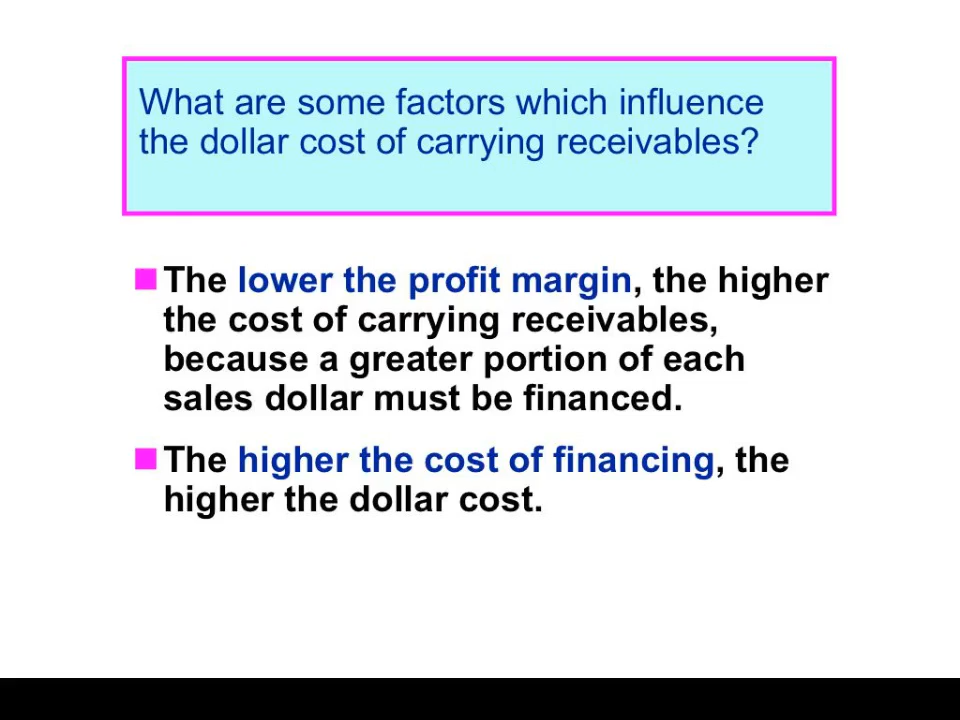 What are some factors which influence
the dollar cost of carrying receivables?
The lower the profit margin, the higher
the cost of carrying receivables,
because a greater portion of each
sales dollar must be financed.
The higher the cost of financing, the
higher the dollar cost.